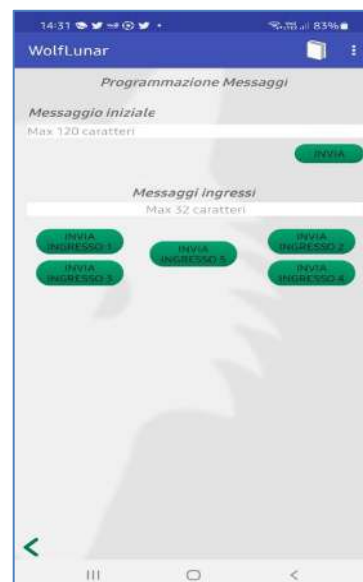 14:31
83%
WolfLunar
Programmazione Messaggi
Messaggio iniziale
Max 120 caratteri
INVIA
Messaggi ingressi
Max 32 caratteri
INVIA
INGRESSO 1
INVIA
INGRESSO 5
INVIA
INGRESSO 2
INVIA
INGRESSO 3
INVIA
INGRESSO 4